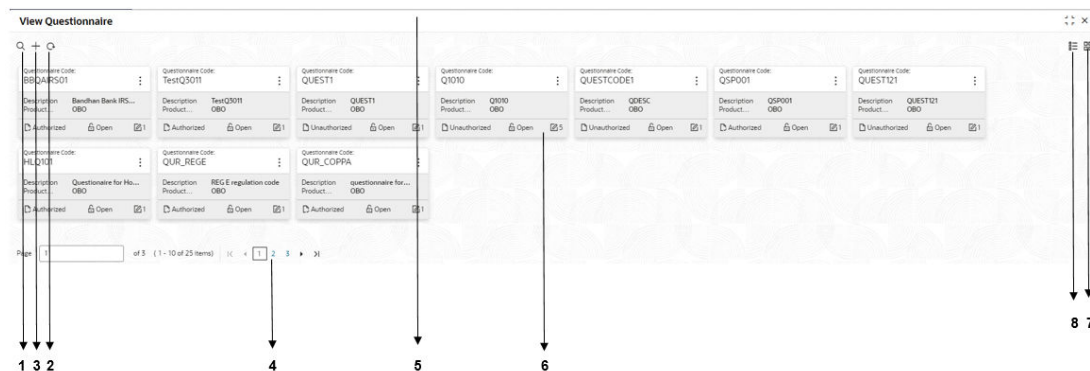 View Questionnaire
Questionnaire Code: Questionnaire Code: Questionnaire Code: Questionnaire Code: Questionnaire Code: Questionnaire Code: Questionnaire Code:
BBQAIRS01 TestQ3011 QUEST1 Q1010 QUESTCODE1 QSP001 QUEST121
Description Bandhan Bank IRS... Description TestQ3011 Description QUEST1 Description Q1010 Description QDESC Description QSP001 Description QUEST121
Product... OBO Product... OBO Product... OBO Product... OBO Product... OBO Product... OBO Product... OBO
Authorized Open 1 Authorized Open 1 Unauthorized Open 1 Unauthorized Open 5 Unauthorized Open 1 Authorized Open 1 Unauthorized Open 1
Questionnaire Code: Questionnaire Code: Questionnaire Code:
HLQ101 QUR_REGE QUR_COPPA
Description Questionaire for Ho... Description REG E regulation code Description questionnaire for...
Product... OBO Product... OBO Product... OBO
Authorized Open 1 Authorized Open 1 Authorized Open 1
Page 1 of 3 (1 - 10 of 25 items) 1 2 3
8 7
1 3 2 4 5 6